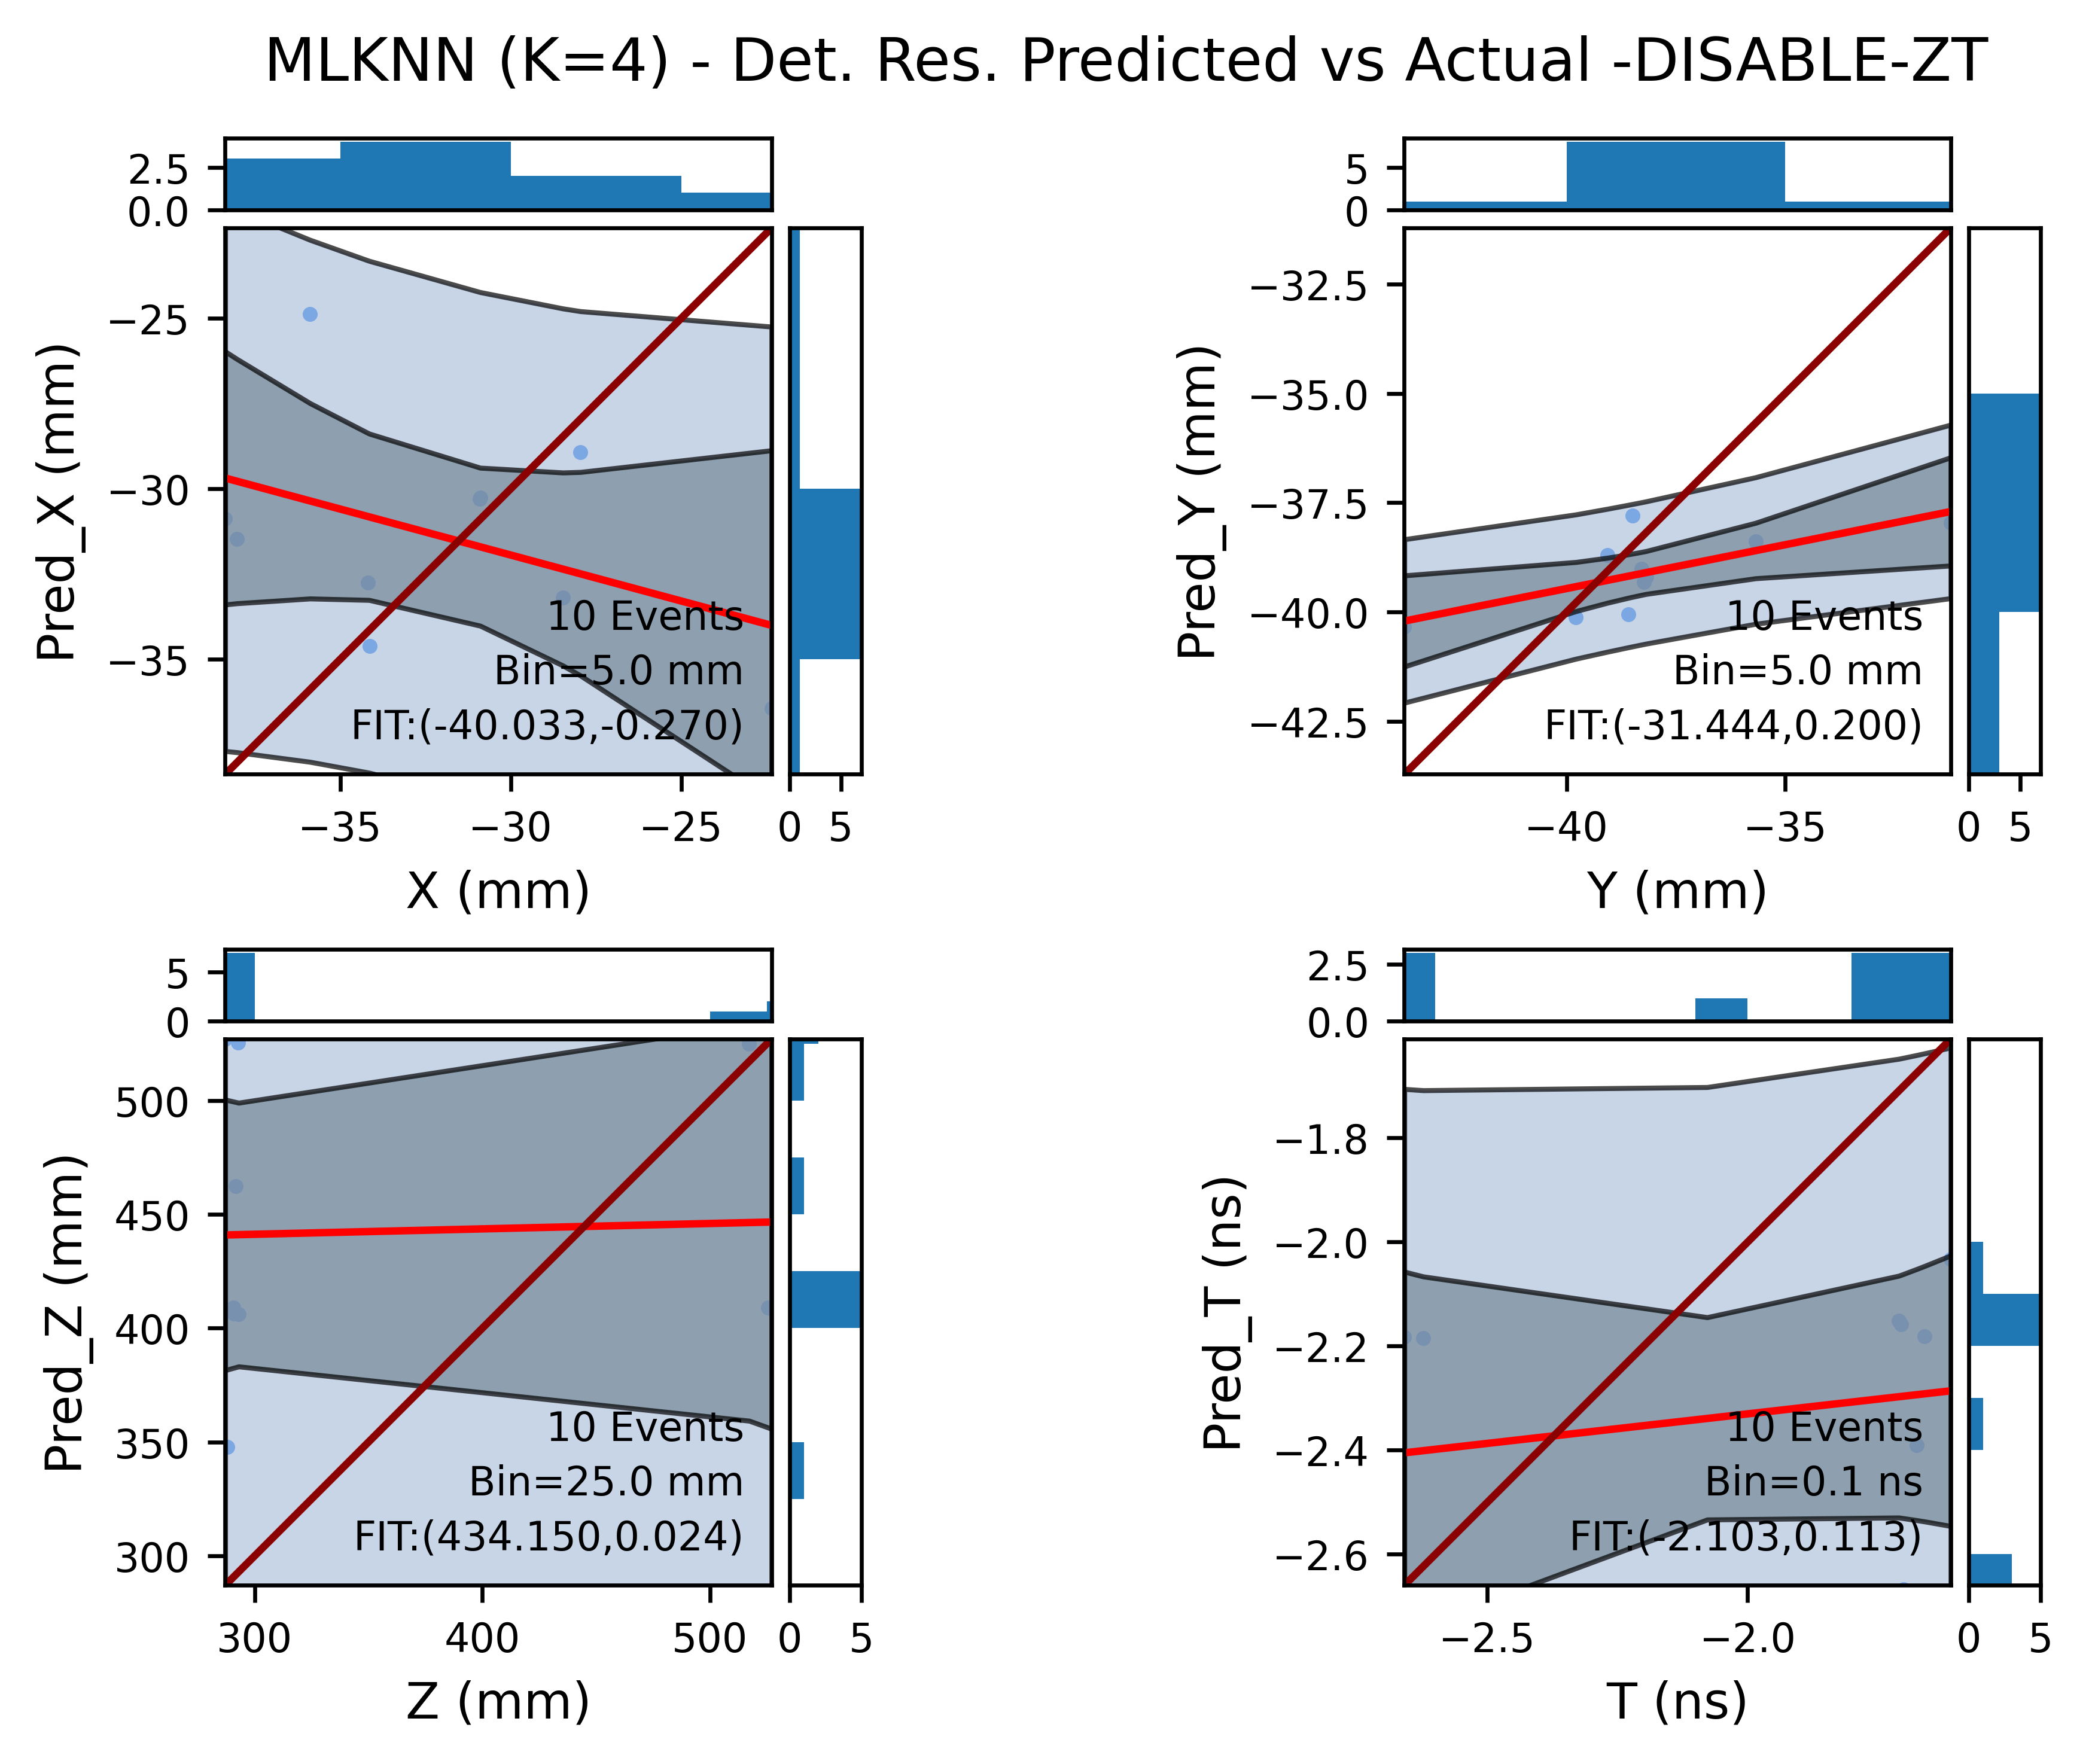 MLKNN (K=4) - Det. Res. Predicted vs Actual -DISABLE-ZT
2.5
0.0
−25
−30
−35
Pred_X (mm)
10 Events
Bin=5.0 mm
FIT:(-40.033,-0.270)
−35 −30 −25 0 5
X (mm)
5
0
−32.5
−35.0
−37.5
−40.0
−42.5
Pred_Y (mm)
10 Events
Bin=5.0 mm
FIT:(-31.444,0.200)
−40 −35 0 5
Y (mm)
5
0
500
450
400
350
300
Pred_Z (mm)
10 Events
Bin=25.0 mm
FIT:(434.150,0.024)
300 400 500 0 5
Z (mm)
2.5
0.0
−1.8
−2.0
−2.2
−2.4
−2.6
Pred_T (ns)
10 Events
Bin=0.1 ns
FIT:(-2.103,0.113)
−2.5 −2.0 0 5
T (ns)